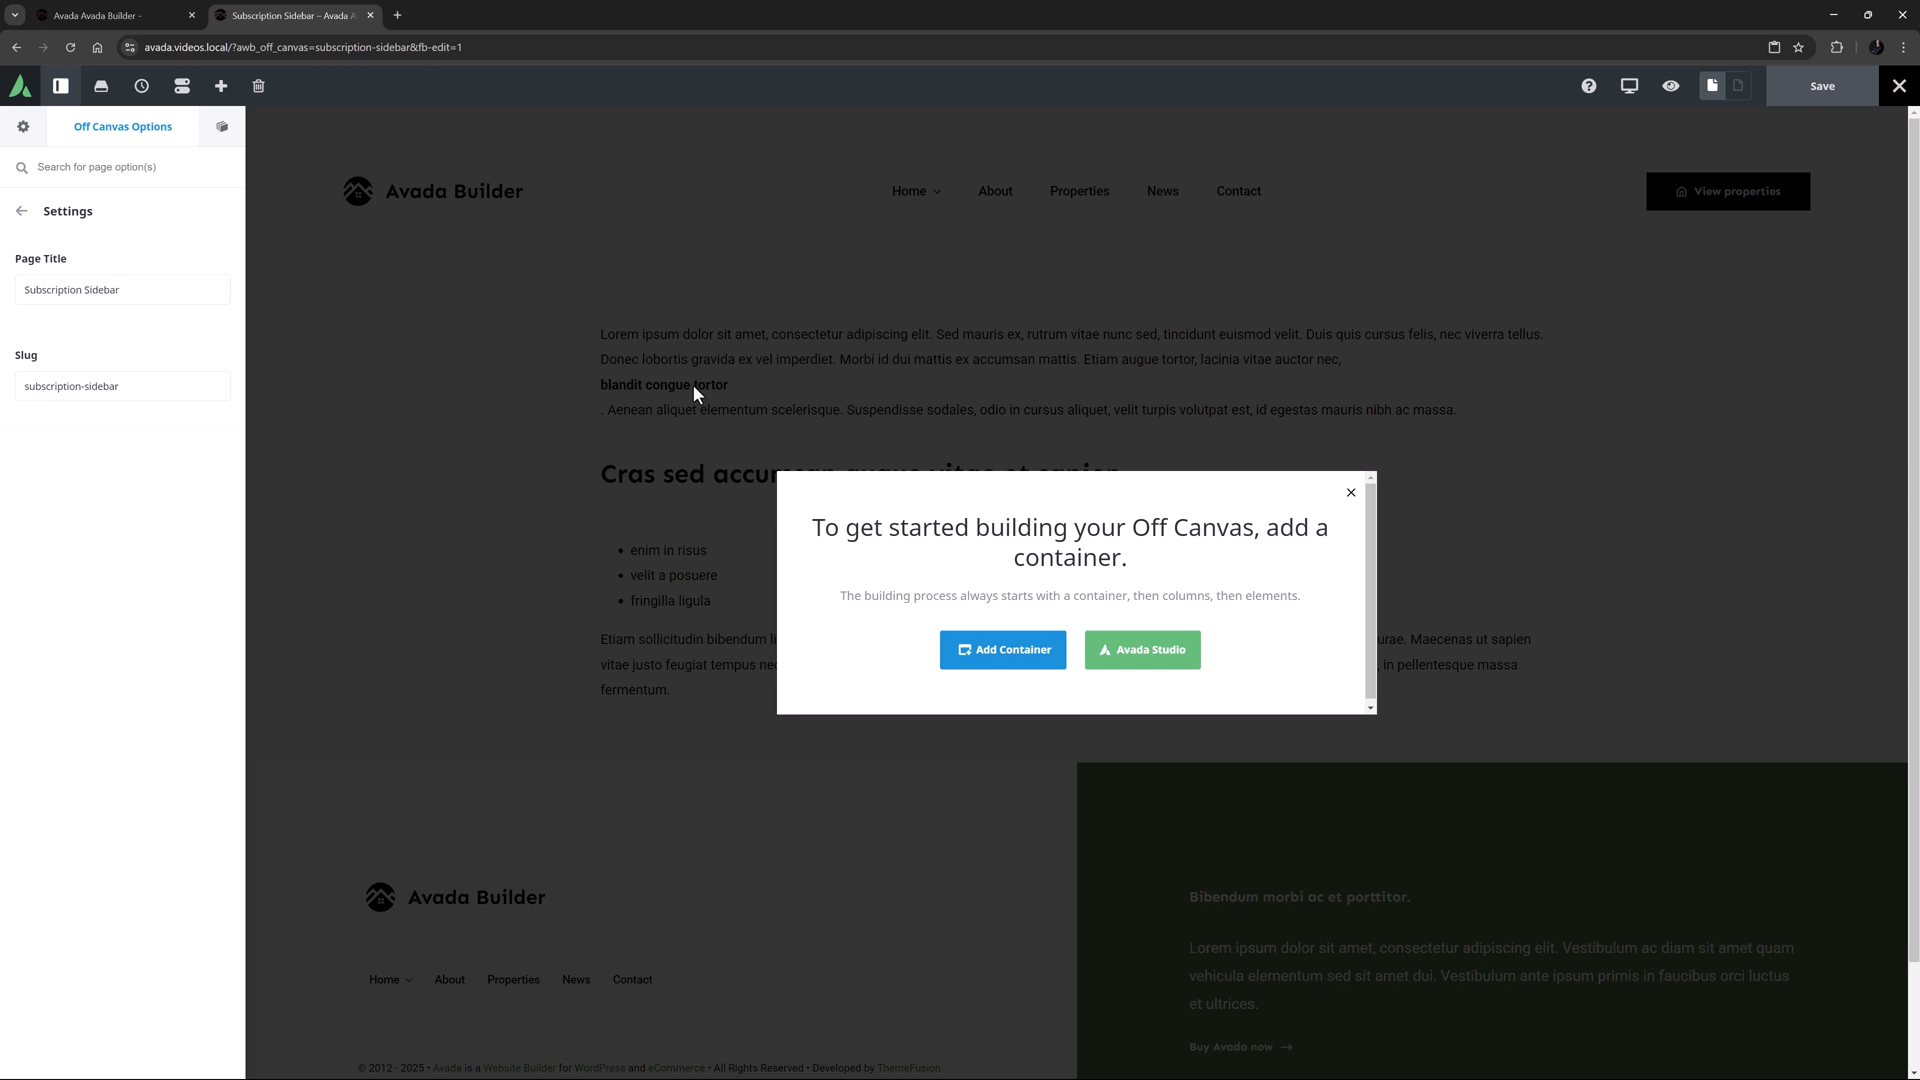 Avada Avada Builder -
Subscription Sidebar – Avada A
avada.videos.local/?awb_off_canvas=subscription-sidebar&fb-edit=1
Save
Off Canvas Options
Search for page option(s)
Settings
Page Title
Subscription Sidebar
Slug
subscription-sidebar
Avada Builder
Home
About
Properties
News
Contact
View properties
Lorem ipsum dolor sit amet, consectetur adipiscing elit. Sed mauris ex, rutrum vitae nunc sed, tincidunt euismod velit. Duis quis cursus felis, nec viverra tellus.
Donec lobortis gravida ex vel imperdiet. Morbi id dui mattis ex accumsan mattis. Etiam augue tortor, lacinia vitae auctor nec,
blandit congue tortor
. Aenean aliquet elementum scelerisque. Suspendisse sodales, odio in cursus aliquet, velit turpis volutpat est, id egestas mauris nibh ac massa.
Cras sed
• enim in risus
• velit a posuere
• fringilla ligula
Etiam sollicitudin bibendum
urae. Maecenas ut sapien
vitae justo feugiat tempus
, in pellentesque massa
fermentum.
To get started building your Off Canvas, add a
container.
The building process always starts with a container, then columns, then elements.
Add Container
Avada Studio
Avada Builder
Home
About
Properties
News
Contact
Bibendum morbi ac et porttitor.
Lorem ipsum dolor sit amet, consectetur adipiscing elit. Vestibulum ac diam sit amet quam
vehicula elementum sed sit amet dui. Vestibulum ante ipsum primis in faucibus orci luctus
et ultrices.
Buy Avada now →
© 2012 - 2025 • Avada is a Website Builder for WordPress and eCommerce • All Rights Reserved • Developed by ThemeFusion